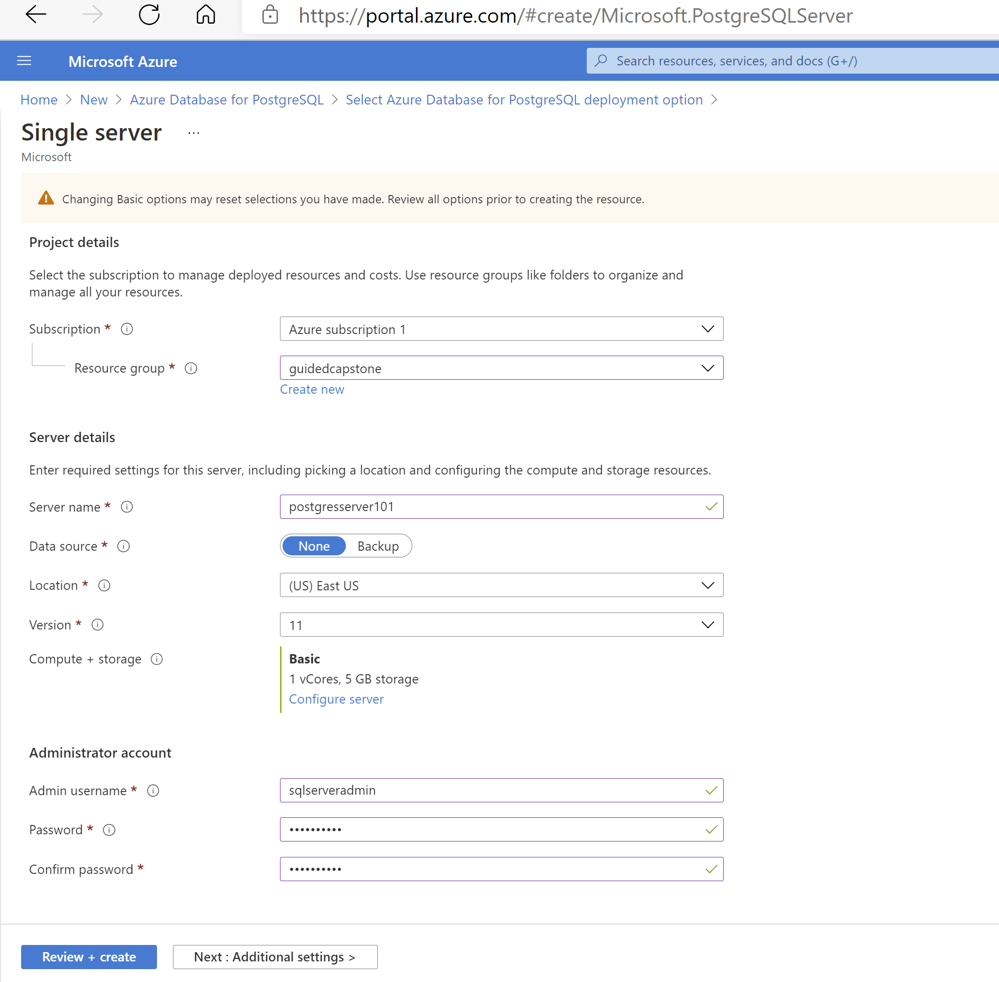 https://portal.azure.com/#create/Microsoft.PostgreSQLServer
Microsoft Azure
Search resources, services, and docs (G+/)
Home > New > Azure Database for PostgreSQL > Select Azure Database for PostgreSQL deployment option >
Single server ...
Microsoft
Changing Basic options may reset selections you have made. Review all options prior to creating the resource.
Project details
Select the subscription to manage deployed resources and costs. Use resource groups like folders to organize and
manage all your resources.
Subscription *
Azure subscription 1
Resource group *
guidedcapstone
Create new
Server details
Enter required settings for this server, including picking a location and configuring the compute and storage resources.
Server name *
postgresserver101
Data source *
None Backup
Location *
(US) East US
Version *
11
Compute + storage
Basic
1 vCores, 5 GB storage
Configure server
Administrator account
Admin username *
sqlserveradmin
Password *
••••••••••
Confirm password *
••••••••••
Review + create
Next : Additional settings >